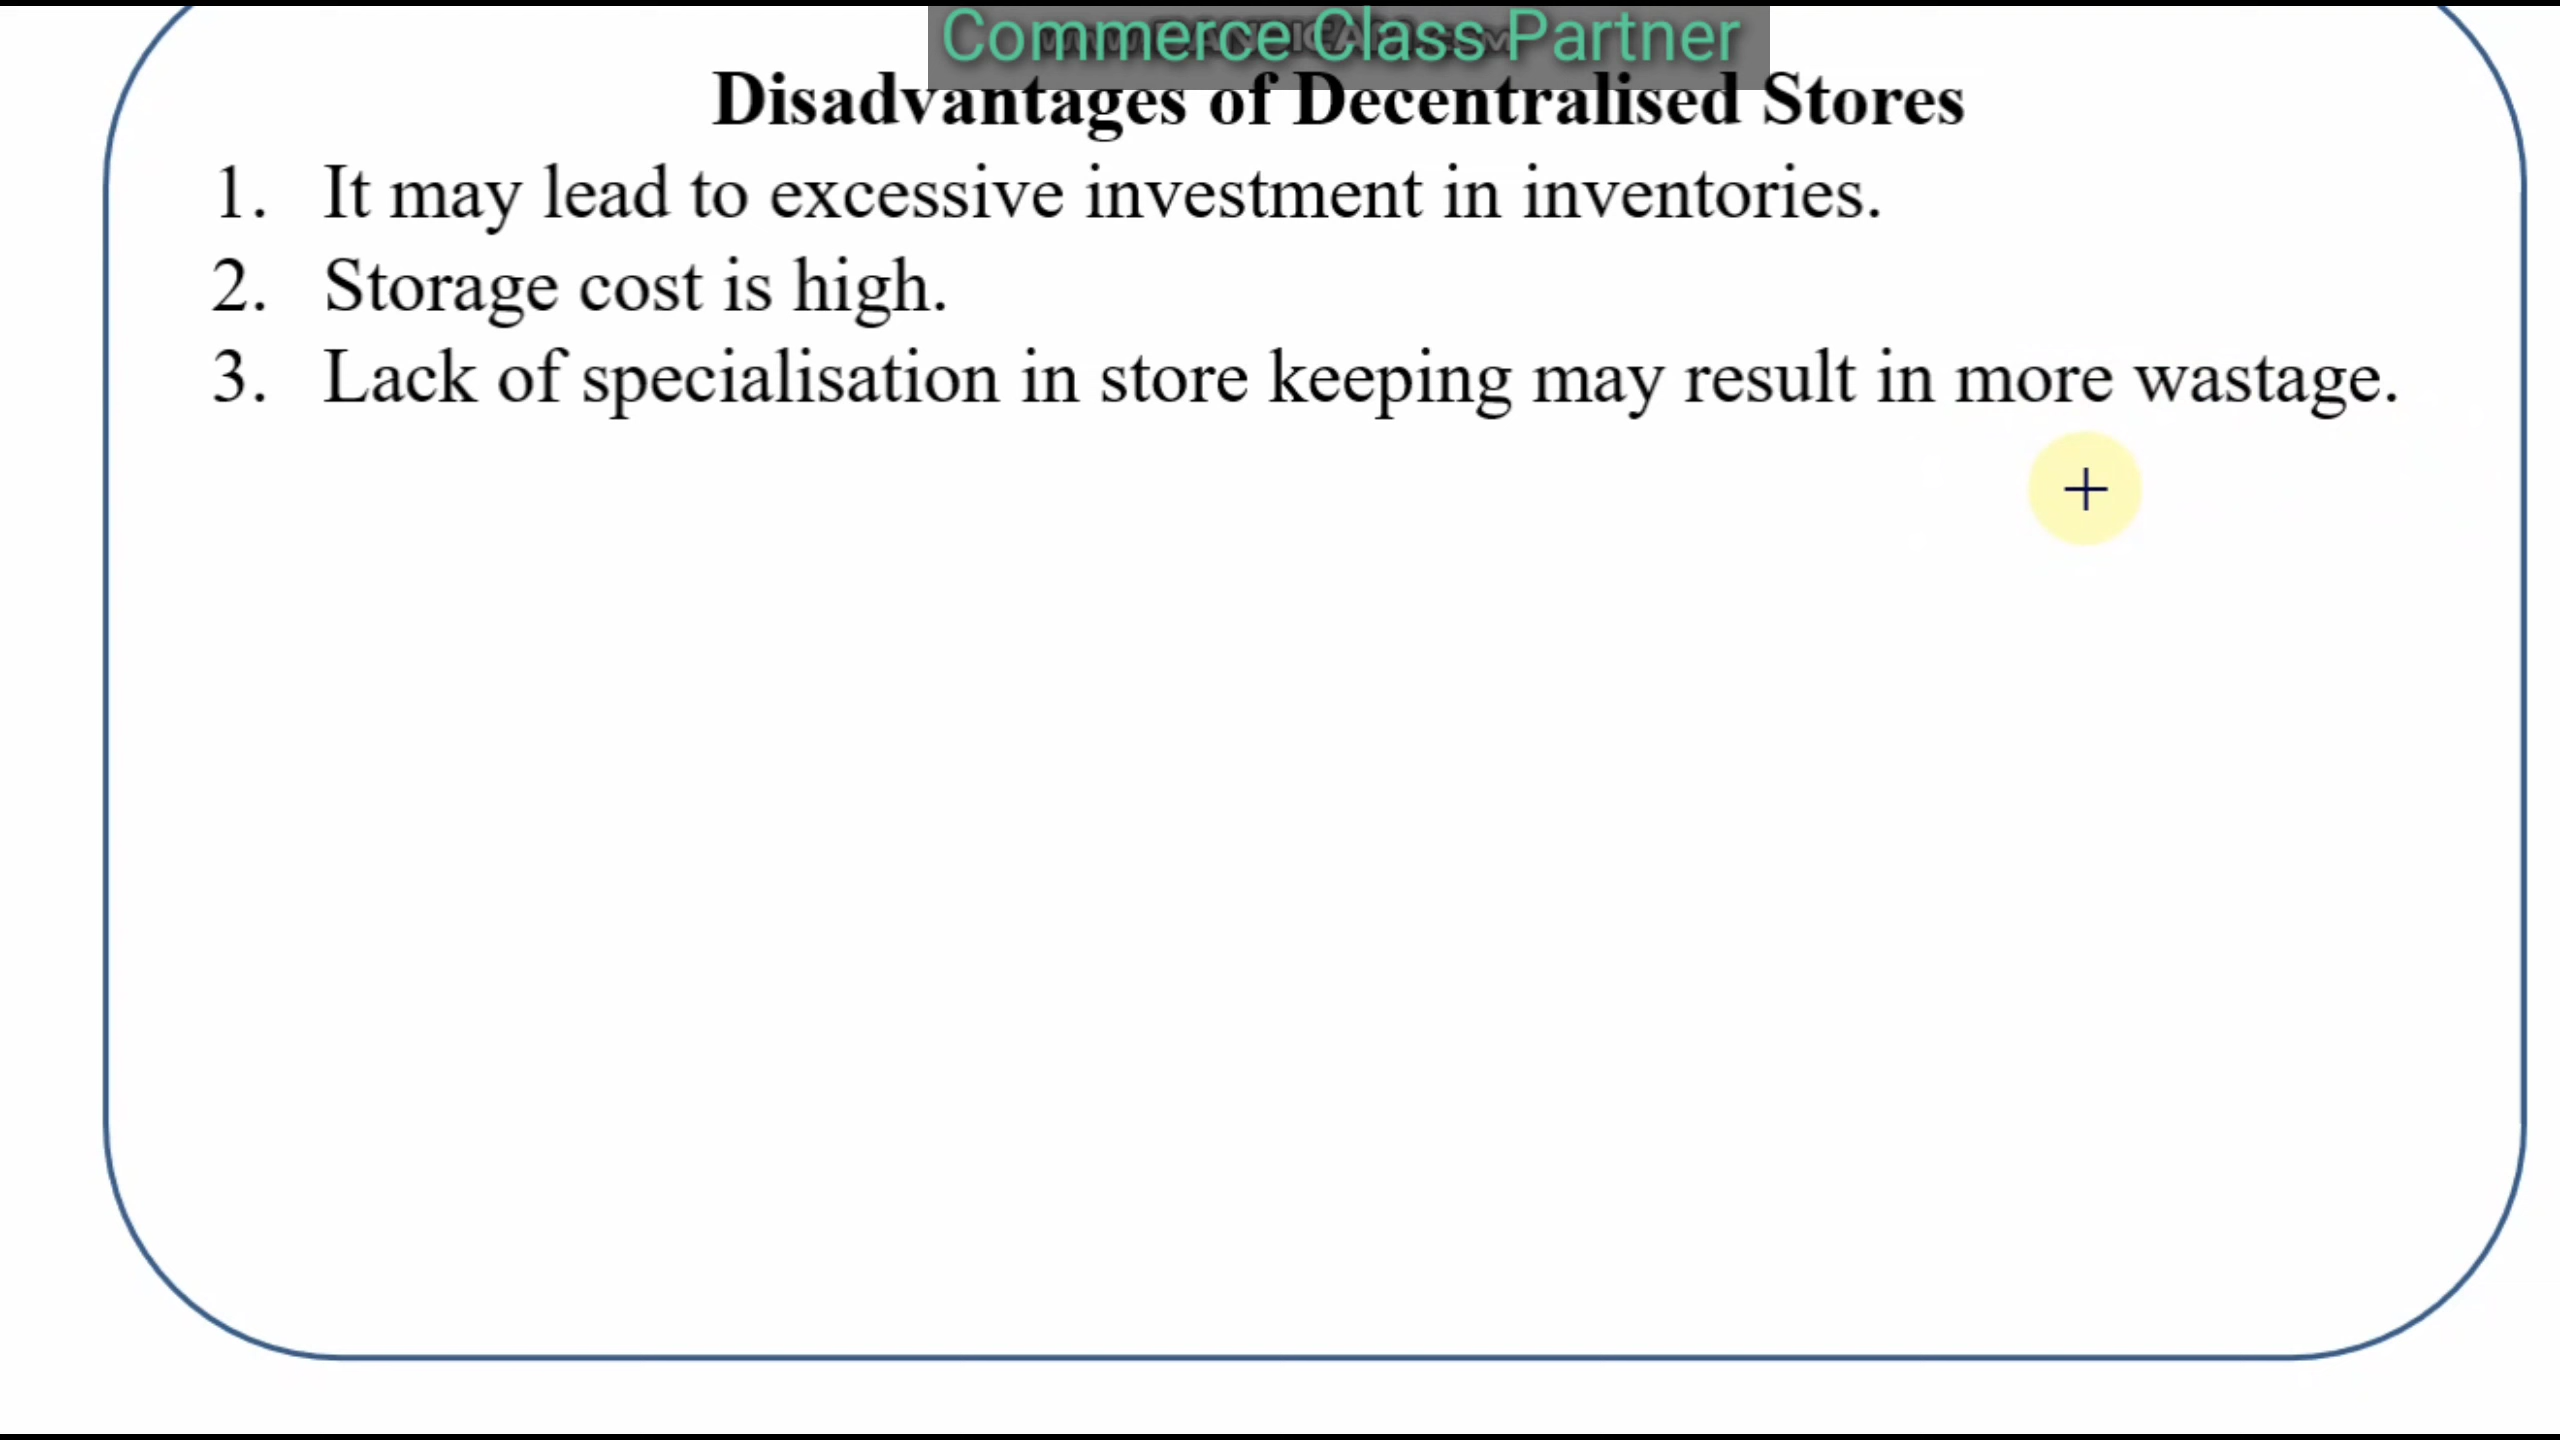 Commerce Class Partner
Disadvantages of Decentralised Stores
1. It may lead to excessive investment in inventories.
2. Storage cost is high.
3. Lack of specialisation in store keeping may result in more wastage.